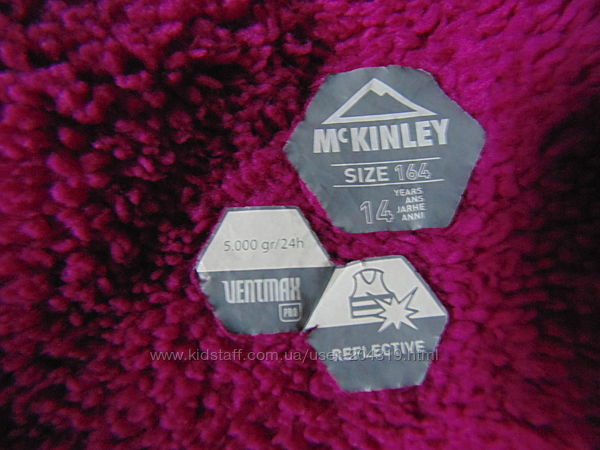 McKINLEY
SIZE 164
14 YEARS
ANS
JARHE
ANNI
5.000 gr/24h
VENTMAX
PRO
REFLECTIVE
www.kidstaff.com.ua/user-264319.html